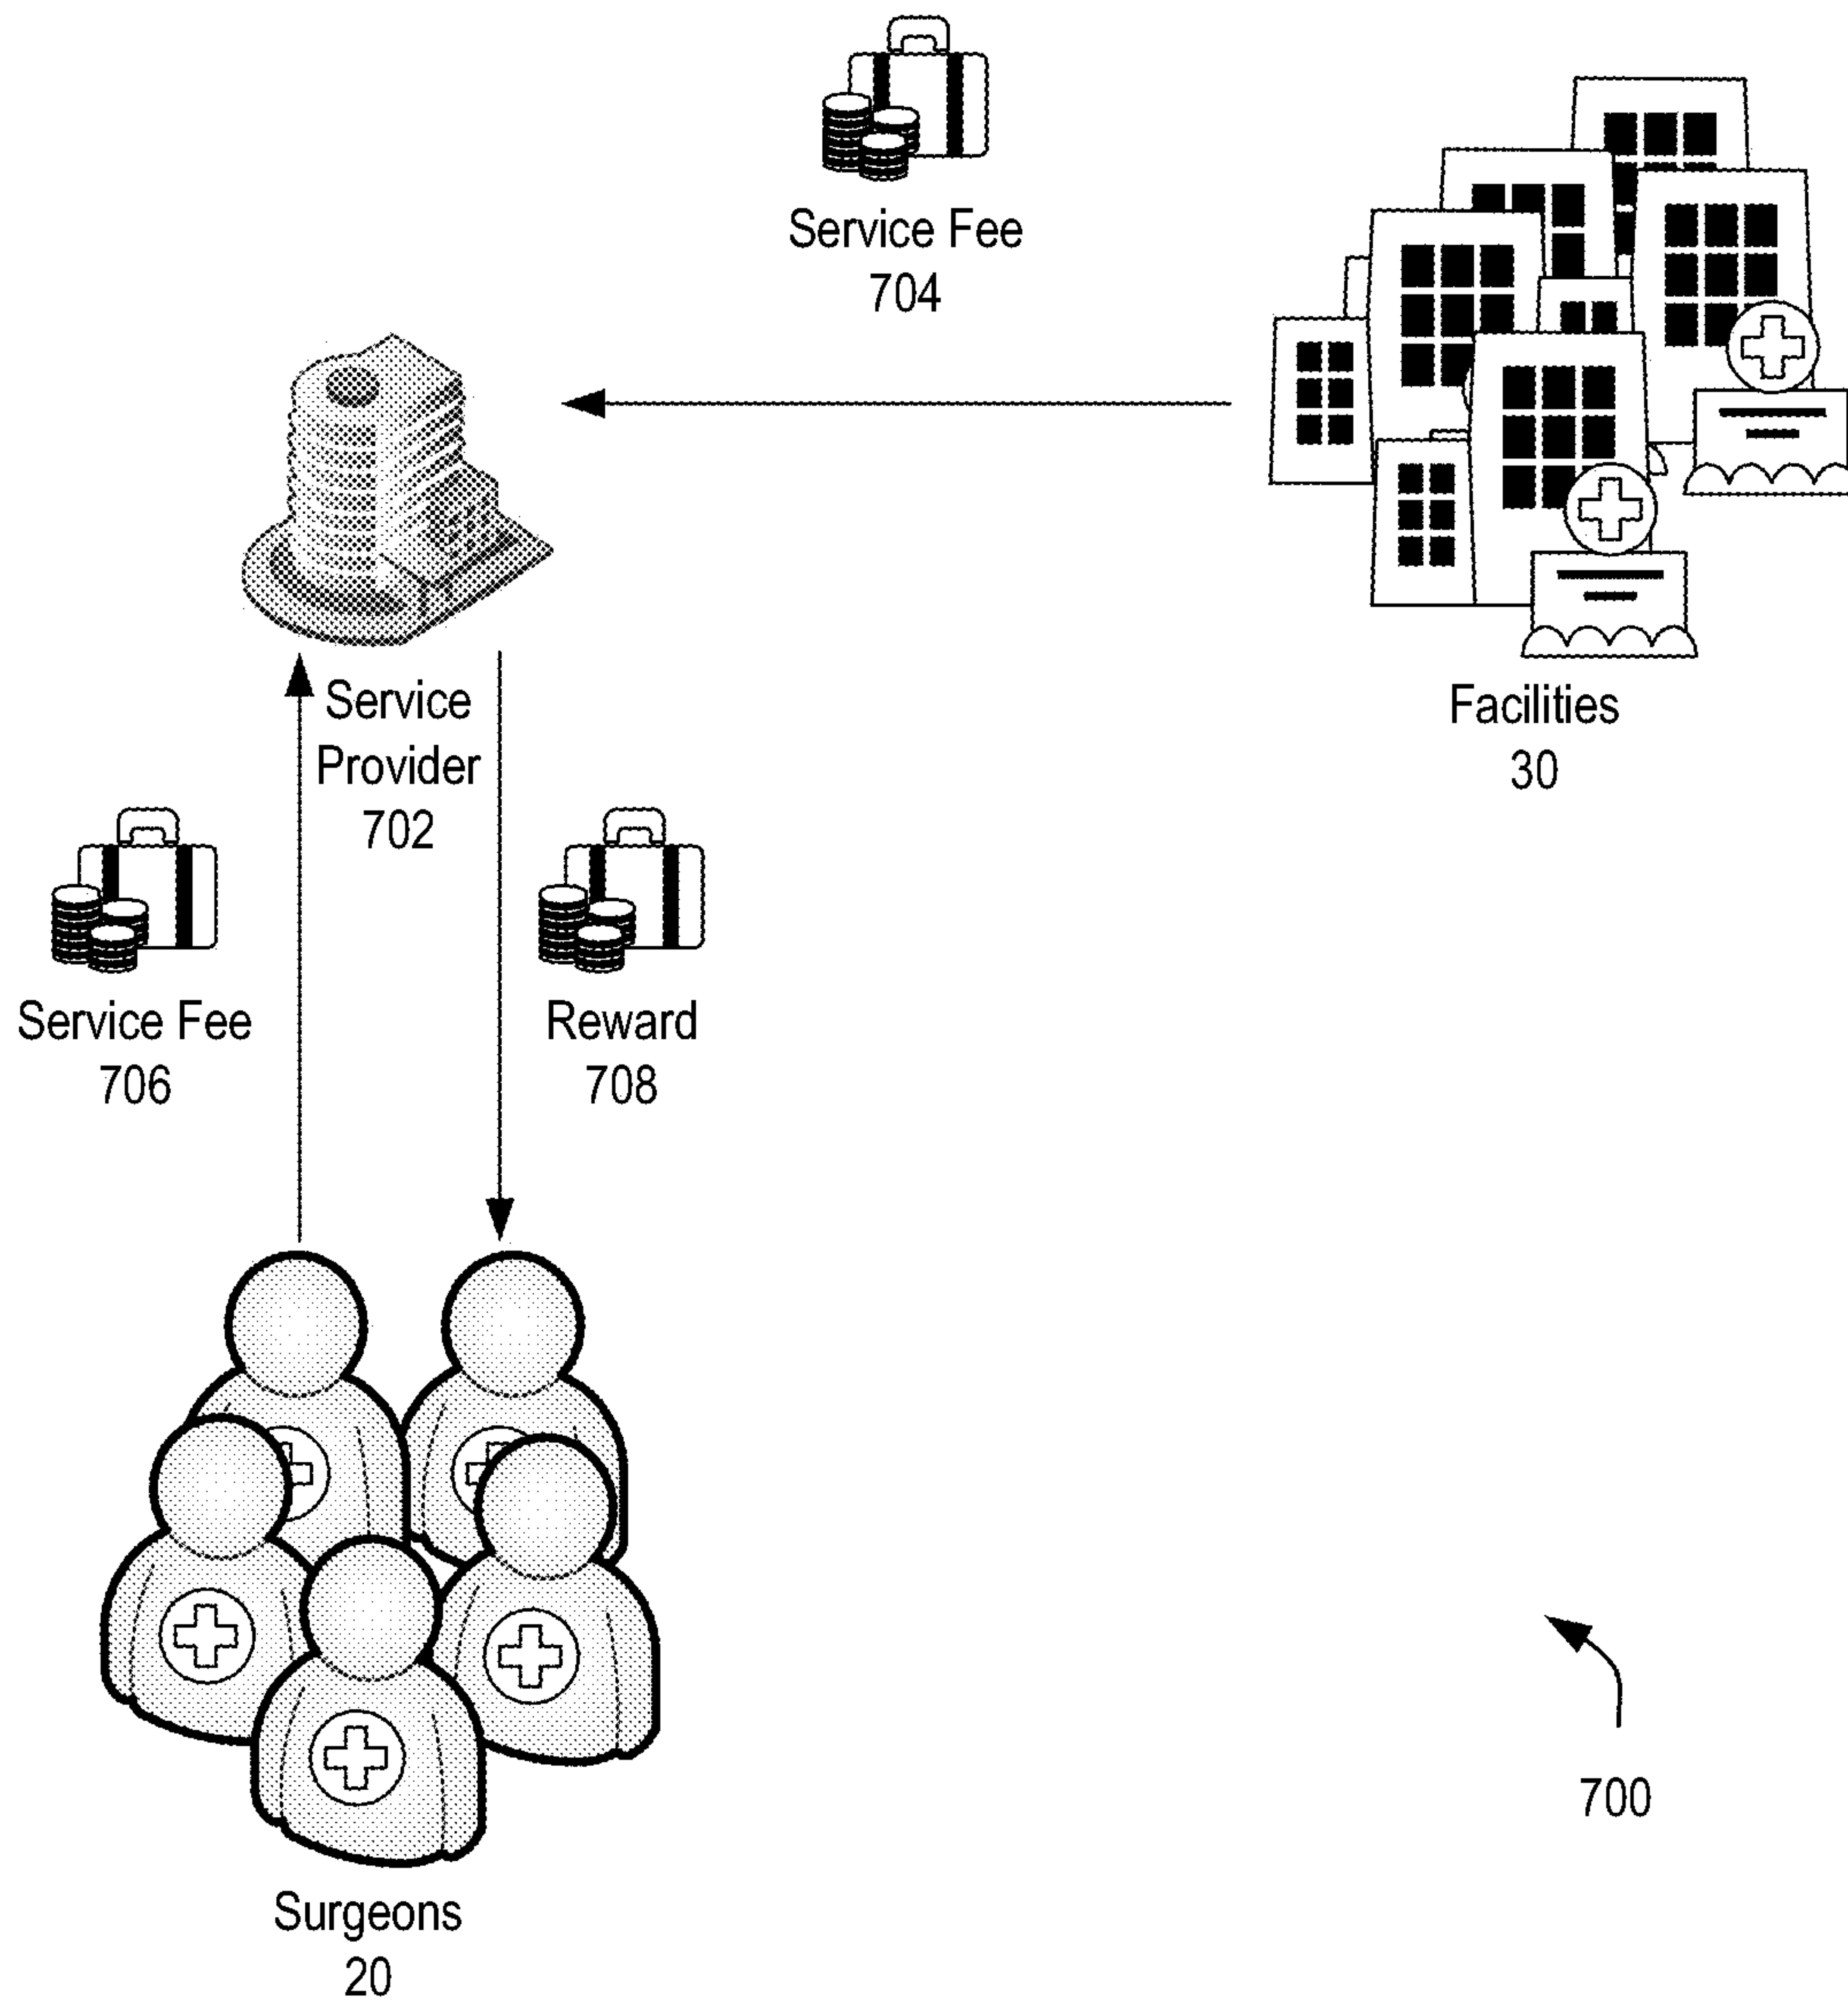 Service Fee
704
Service
Provider
702
Facilities
30
Service Fee
706
Reward
708
700
Surgeons
20